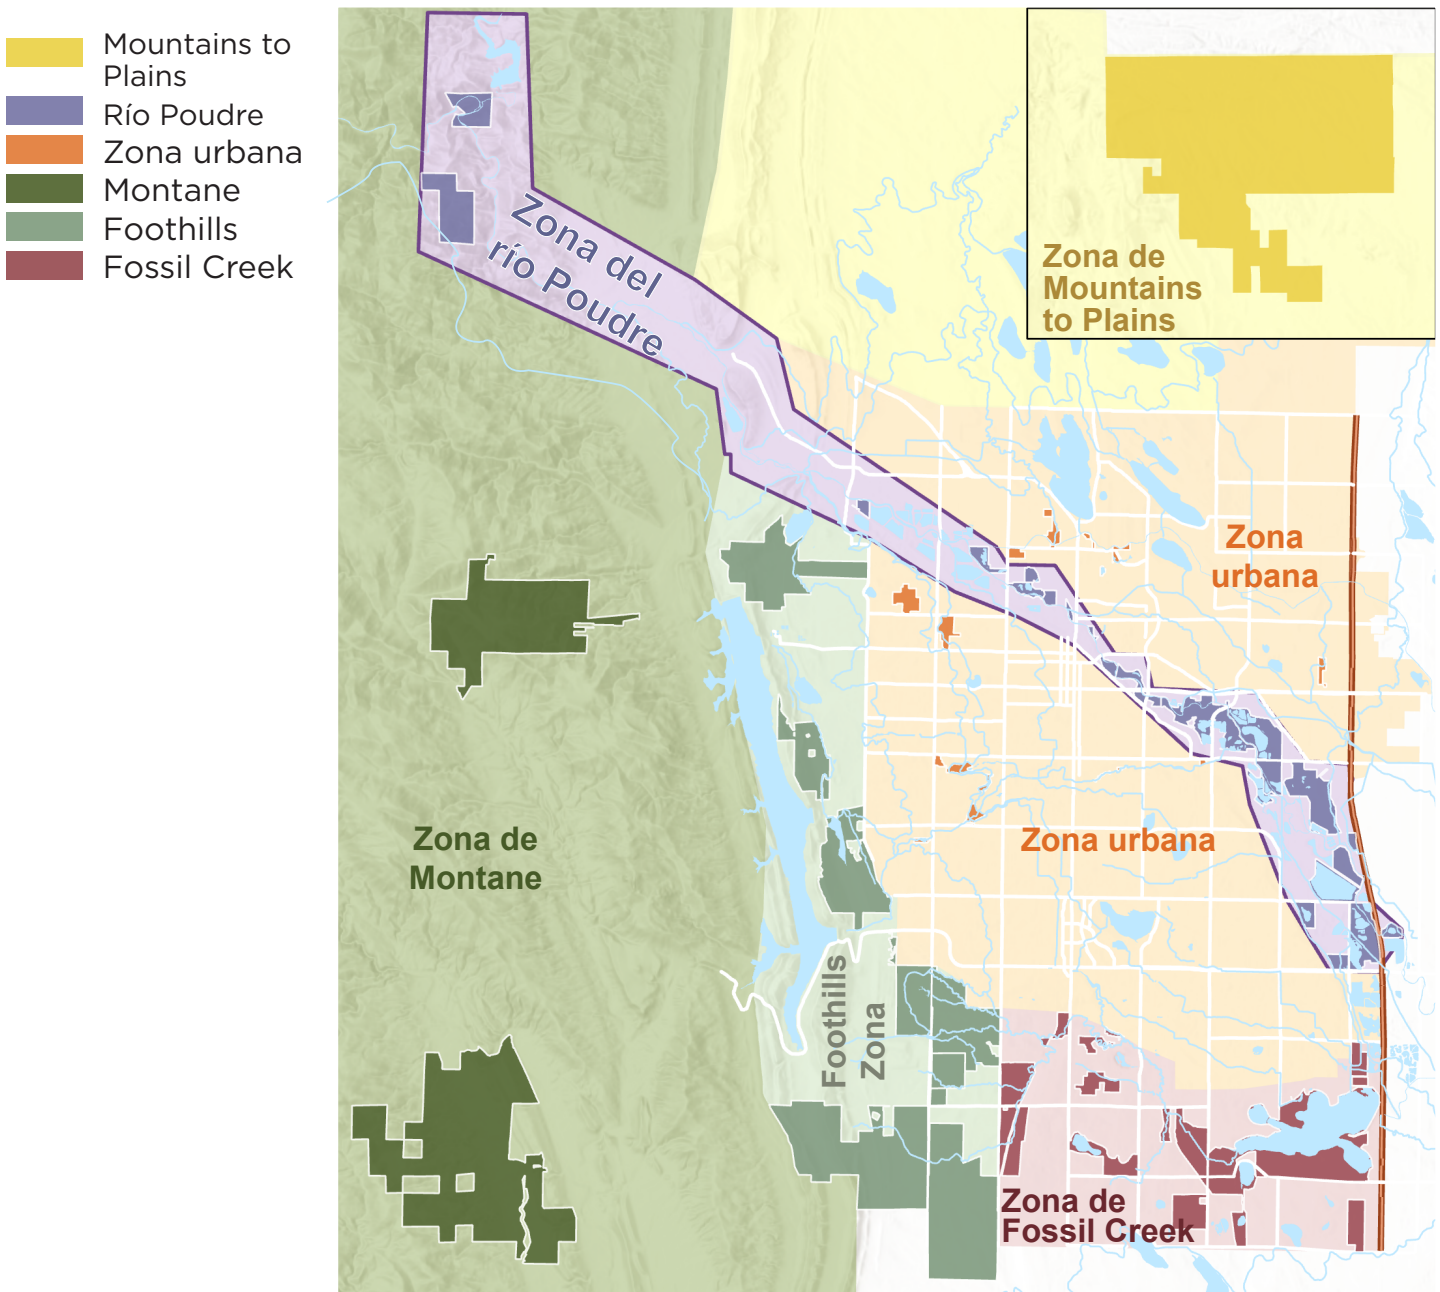 Mountains to
Plains
Río Poudre
Zona urbana
Montane
Foothills
Fossil Creek
Zona del
río Poudre
Zona de
Mountains
to Plains
Zona
urbana
Zona de
Montane
Zona urbana
Foothills
Zona
Zona de
Fossil Creek